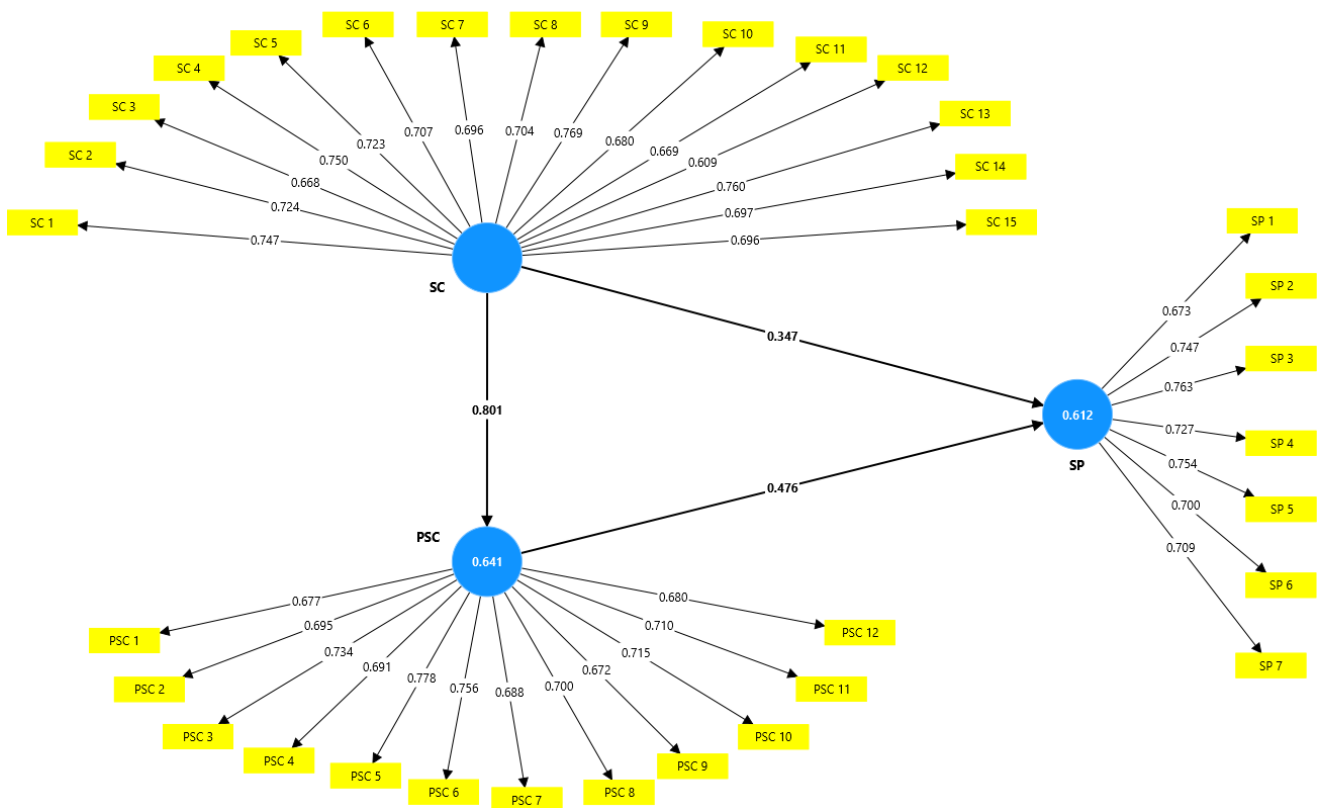 SC 6
SC 7
SC 8
SC 9
SC 10
SC 5
SC 11
SC 4
SC 12
SC 3
SC 13
SC 2
SC 14
SC 1
SC 15
0.747
0.724
0.668
0.750
0.723
0.707
0.696
0.704
0.769
0.680
0.669
0.609
0.760
0.697
0.696
SC
0.347
0.801
0.476
SP 1
SP 2
SP 3
SP 4
SP 5
SP 6
SP 7
0.673
0.747
0.763
0.727
0.754
0.700
0.709
0.612
SP
PSC
0.641
0.677
0.695
0.734
0.691
0.778
0.756
0.688
0.700
0.672
0.715
0.710
0.680
PSC 1
PSC 2
PSC 3
PSC 4
PSC 5
PSC 6
PSC 7
PSC 8
PSC 9
PSC 10
PSC 11
PSC 12